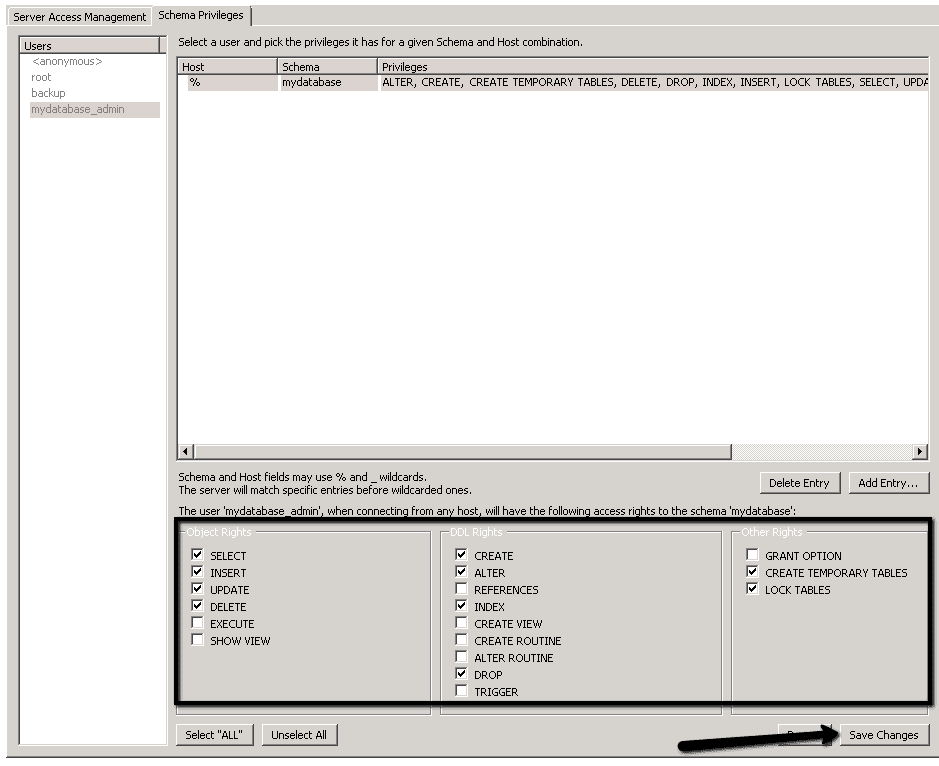 Server Access Management Schema Privileges
Users
<anonymous>
root
backup
mydatabase_admin
Select a user and pick the privileges it has for a given Schema and Host combination.
Host Schema Privileges
% mydatabase ALTER, CREATE, CREATE TEMPORARY TABLES, DELETE, DROP, INDEX, INSERT, LOCK TABLES, SELECT, UPDA
Schema and Host fields may use % and _ wildcards.
The server will match specific entries before wildcarded ones.
Delete Entry Add Entry...
The user 'mydatabase_admin', when connecting from any host, will have the following access rights to the schema 'mydatabase':
Object Rights
SELECT
INSERT
UPDATE
DELETE
EXECUTE
SHOW VIEW
DDL Rights
CREATE
ALTER
REFERENCES
INDEX
CREATE VIEW
CREATE ROUTINE
ALTER ROUTINE
DROP
TRIGGER
Other Rights
GRANT OPTION
CREATE TEMPORARY TABLES
LOCK TABLES
Select "ALL" Unselect All Save Changes